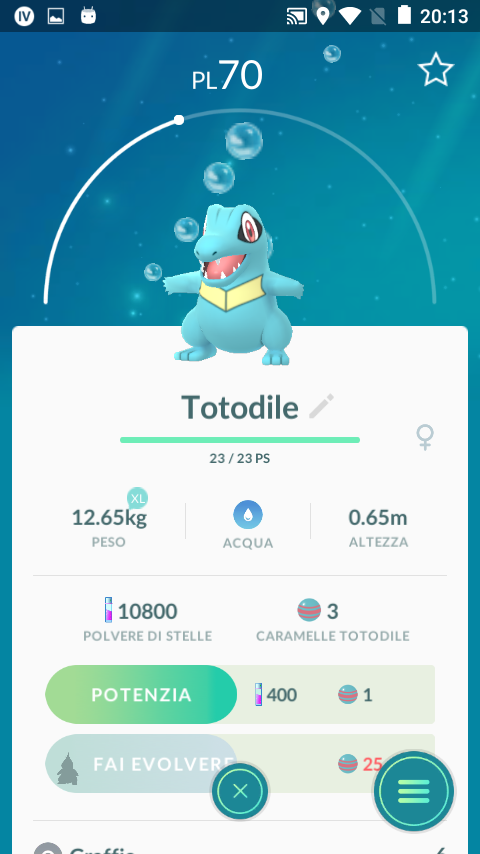 IV 20:13
PL70
Totodile
23 / 23 PS
XL
12.65kg 0.65m
PESO ACQUA ALTEZZA
10800 3
POLVERE DI STELLE CARAMELLE TOTODILE
POTENZIA 400 1
FAI EVOLVERE 25